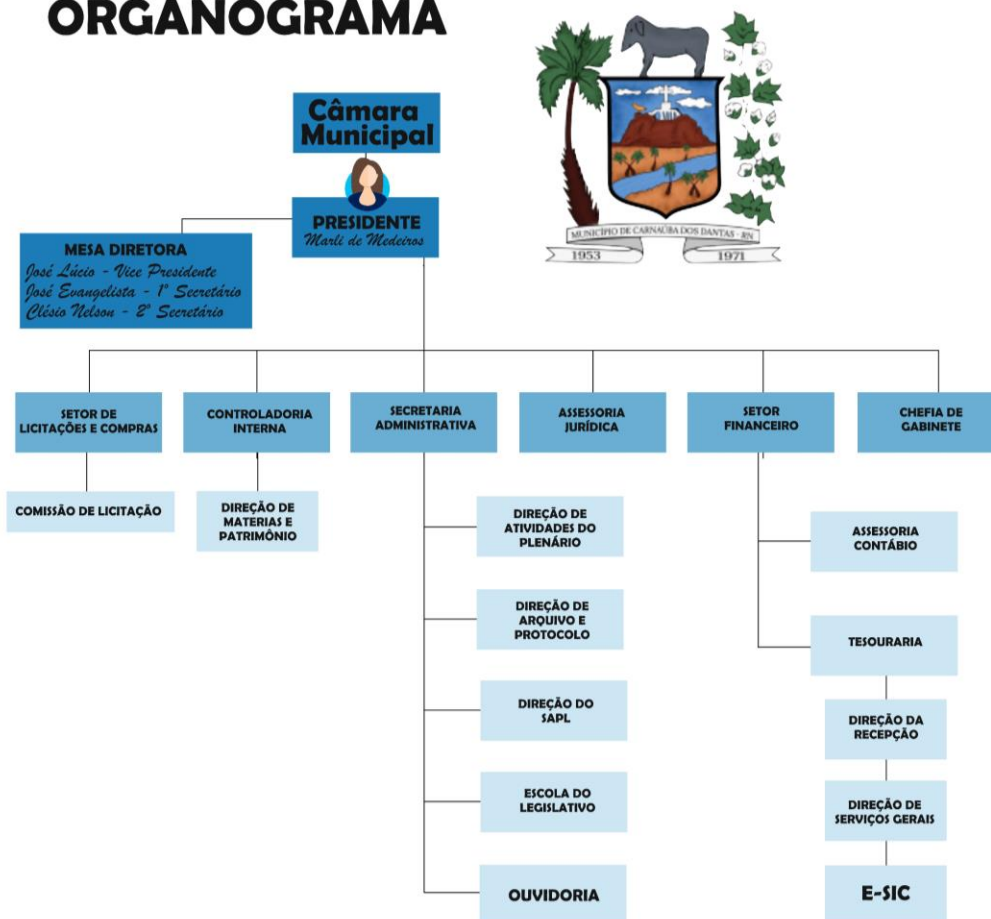 ORGANOGRAMA
Câmara
Municipal
PRESIDENTE
Marli de Medeiros
MESA DIRETORA
José Lúcio - Vice Presidente
José Evangelista - 1º Secretário
Clésio Nelson - 2º Secretário
MUNICÍPIO DE CARNAÚBA DOS DANTAS - RN
1953
1971
SETOR DE
LICITAÇÕES E COMPRAS
CONTROLADORIA
INTERNA
SECRETARIA
ADMINISTRATIVA
ASSESSORIA
JURÍDICA
SETOR
FINANCEIRO
CHEFIA DE
GABINETE
COMISSÃO DE LICITAÇÃO
DIREÇÃO DE
MATERIAS E
PATRIMÔNIO
DIREÇÃO DE
ATIVIDADES DO
PLENÁRIO
DIREÇÃO DE
ARQUIVO E
PROTOCOLO
DIREÇÃO DO
SAPL
ESCOLA DO
LEGISLATIVO
OUVIDORIA
ASSESSORIA
CONTÁBIO
TESOURARIA
DIREÇÃO DA
RECEPÇÃO
DIREÇÃO DE
SERVIÇOS GERAIS
E-SIC